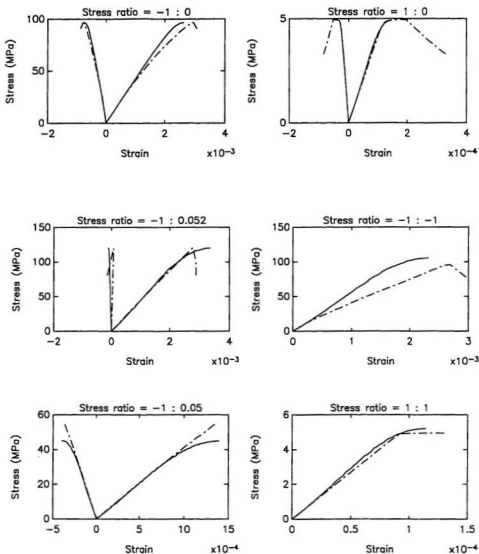 Stress ratio = -1 : 0
Stress (MPa)
100
50
0
-2
0
2
4
Strain
x10-3
Stress ratio = 1 : 0
Stress (MPa)
5
0
-2
0
2
4
Strain
x10-4
Stress ratio = -1 : 0.052
Stress (MPa)
150
100
50
0
-2
0
2
4
Strain
x10-3
Stress ratio = -1 : -1
Stress (MPa)
150
100
50
0
0
1
2
3
Strain
x10-3
Stress ratio = -1 : 0.05
Stress (MPa)
60
40
20
0
-5
0
5
10
15
Strain
x10-4
Stress ratio = 1 : 1
Stress (MPa)
6
4
2
0
0
0.5
1
1.5
Strain
x10-4